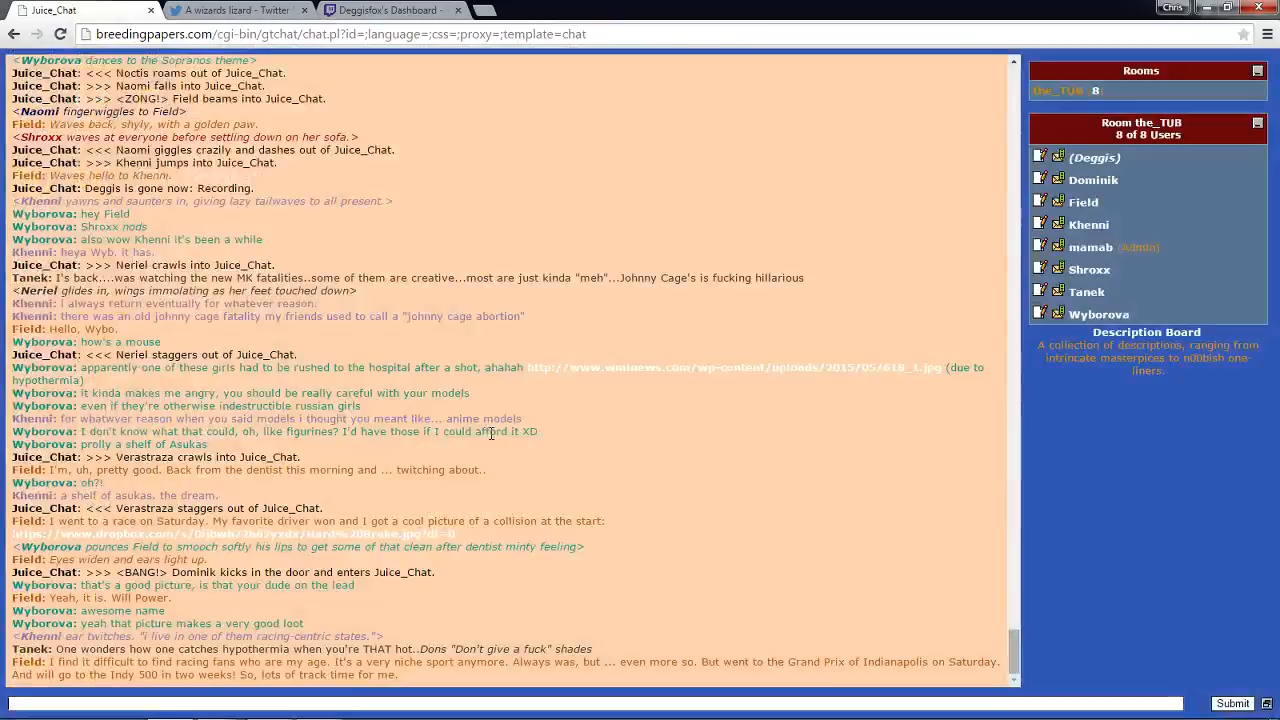 Juice_Chat
A wizards lizard - Twitter
Deggisfox's Dashboard -
Chris
breedingpapers.com/cgi-bin/gtchat/chat.pl?id=;language=;css=;proxy=;template=chat
<Wyborova dances to the Sopranos theme>
Juice_Chat: <<< Noctis roams out of Juice_Chat.
Juice_Chat: >>> Naomi falls into Juice_Chat.
Juice_Chat: >>> <ZONG!> Field beams into Juice_Chat.
<Naomi fingerwiggles to Field>
Field: Waves back, shyly, with a golden paw.
<Shroxx waves at everyone before settling down on her sofa.>
Juice_Chat: <<< Naomi giggles crazily and dashes out of Juice_Chat.
Juice_Chat: >>> Khenni jumps into Juice_Chat.
Field: Waves hello to Khenni.
Juice_Chat: Deggis is gone now: Recording.
<Khenni yawns and saunters in, giving lazy tailwaves to all present.>
Wyborova: hey Field
Wyborova: Shroxx nods
Wyborova: also wow Khenni it's been a while
Khenni: heya Wyb. it has.
Juice_Chat: >>> Neriel crawls into Juice_Chat.
Tanek: I's back....was watching the new MK fatalities..some of them are creative...most are just kinda "meh"...Johnny Cage's is fucking hillarious
<Neriel glides in, wings immolating as her feet touched down>
Khenni: i always return eventually for whatever reason.
Khenni: there was an old johnny cage fatality my friends used to call a "johnny cage abortion"
Field: Hello, Wybo.
Wyborova: how's a mouse
Juice_Chat: <<< Neriel staggers out of Juice_Chat.
Wyborova: apparently one of these girls had to be rushed to the hospital after a shot, ahahah (due to
hypothermia)
Wyborova: it kinda makes me angry, you should be really careful with your models
Wyborova: even if they're otherwise indestructible russian girls
Khenni: for whatwver reason when you said models i thought you meant like... anime models
Wyborova: I don't know what that could, oh, like figurines? I'd have those if I could afford it XD
Wyborova: prolly a shelf of Asukas
Juice_Chat: >>> Verastraza crawls into Juice_Chat.
Field: I'm, uh, pretty good. Back from the dentist this morning and ... twitching about..
Wyborova: oh?!
Khenni: a shelf of asukas. the dream.
Juice_Chat: <<< Verastraza staggers out of Juice_Chat.
Field: I went to a race on Saturday. My favorite driver won and I got a cool picture of a collision at the start:
<Wyborova pounces Field to smooch softly his lips to get some of that clean after dentist minty feeling>
Field: Eyes widen and ears light up.
Juice_Chat: >>> <BANG!> Dominik kicks in the door and enters Juice_Chat.
Wyborova: that's a good picture, is that your dude on the lead
Field: Yeah, it is. Will Power.
Wyborova: awesome name
Wyborova: yeah that picture makes a very good loot
<Khenni ear twitches. "i live in one of them racing-centric states.">
Tanek: One wonders how one catches hypothermia when you're THAT hot..Dons "Don't give a fuck" shades
Field: I find it difficult to find racing fans who are my age. It's a very niche sport anymore. Always was, but ... even more so. But went to the Grand Prix of Indianapolis on Saturday.
And will go to the Indy 500 in two weeks! So, lots of track time for me.
Submit
Rooms
the_TUB 8
Room the_TUB
8 of 8 Users
(Deggis)
Dominik
Field
Khenni
mamab (Admin)
Shroxx
Tanek
Wyborova
Description Board
A collection of descriptions, ranging from
intricate masterpices to n00bish one-
liners.